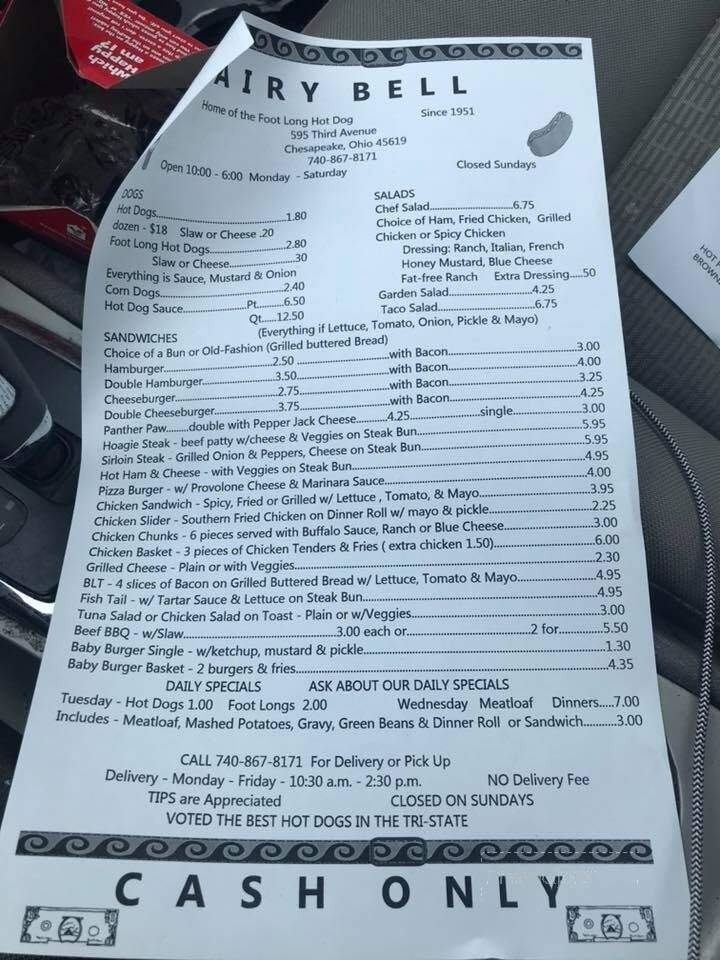 Which
Happy
am I?
AIRY BELL
Home of the Foot Long Hot Dog Since 1951
595 Third Avenue
Chesapeake, Ohio 45619
740-867-8171
Open 10:00 - 6:00 Monday - Saturday Closed Sundays
DOGS
Hot Dogs 1.80
dozen - $18 Slaw or Cheese .20
Foot Long Hot Dogs 2.80
Slaw or Cheese .30
Everything is Sauce, Mustard & Onion
Corn Dogs 2.40
Hot Dog Sauce Pt. 6.50
Qt. 12.50
SALADS
Chef Salad 6.75
Choice of Ham, Fried Chicken, Grilled
Chicken or Spicy Chicken
Dressing: Ranch, Italian, French
Honey Mustard, Blue Cheese
Fat-free Ranch Extra Dressing .50
Garden Salad 4.25
Taco Salad 6.75
SANDWICHES (Everything if Lettuce, Tomato, Onion, Pickle & Mayo)
Choice of a Bun or Old-Fashion (Grilled buttered Bread)
Hamburger 2.50 with Bacon 3.00
Double Hamburger 3.50 with Bacon 4.00
Cheeseburger 2.75 with Bacon 3.25
Double Cheeseburger 3.75 with Bacon 4.25
Panther Paw double with Pepper Jack Cheese 4.25 single 3.00
Hoagie Steak - beef patty w/cheese & Veggies on Steak Bun 5.95
Sirloin Steak - Grilled Onion & Peppers, Cheese on Steak Bun 5.95
Hot Ham & Cheese - with Veggies on Steak Bun 4.95
Pizza Burger - w/ Provolone Cheese & Marinara Sauce 4.00
Chicken Sandwich - Spicy, Fried or Grilled w/ Lettuce , Tomato, & Mayo 3.95
Chicken Slider - Southern Fried Chicken on Dinner Roll w/ mayo & pickle 2.25
Chicken Chunks - 6 pieces served with Buffalo Sauce, Ranch or Blue Cheese 3.00
Chicken Basket - 3 pieces of Chicken Tenders & Fries ( extra chicken 1.50) 6.00
Grilled Cheese - Plain or with Veggies 2.30
BLT - 4 slices of Bacon on Grilled Buttered Bread w/ Lettuce, Tomato & Mayo 4.95
Fish Tail - w/ Tartar Sauce & Lettuce on Steak Bun 4.95
Tuna Salad or Chicken Salad on Toast - Plain or w/Veggies 3.00
Beef BBQ - w/Slaw 3.00 each or 2 for 5.50
Baby Burger Single - w/ketchup, mustard & pickle 1.30
Baby Burger Basket - 2 burgers & fries 4.35
DAILY SPECIALS ASK ABOUT OUR DAILY SPECIALS
Tuesday - Hot Dogs 1.00 Foot Longs 2.00 Wednesday Meatloaf Dinners.....7.00
Includes - Meatloaf, Mashed Potatoes, Gravy, Green Beans & Dinner Roll or Sandwich 3.00
CALL 740-867-8171 For Delivery or Pick Up
Delivery - Monday - Friday - 10:30 a.m. - 2:30 p.m. NO Delivery Fee
TIPS are Appreciated CLOSED ON SUNDAYS
VOTED THE BEST HOT DOGS IN THE TRI-STATE
CASH ONLY
HOT